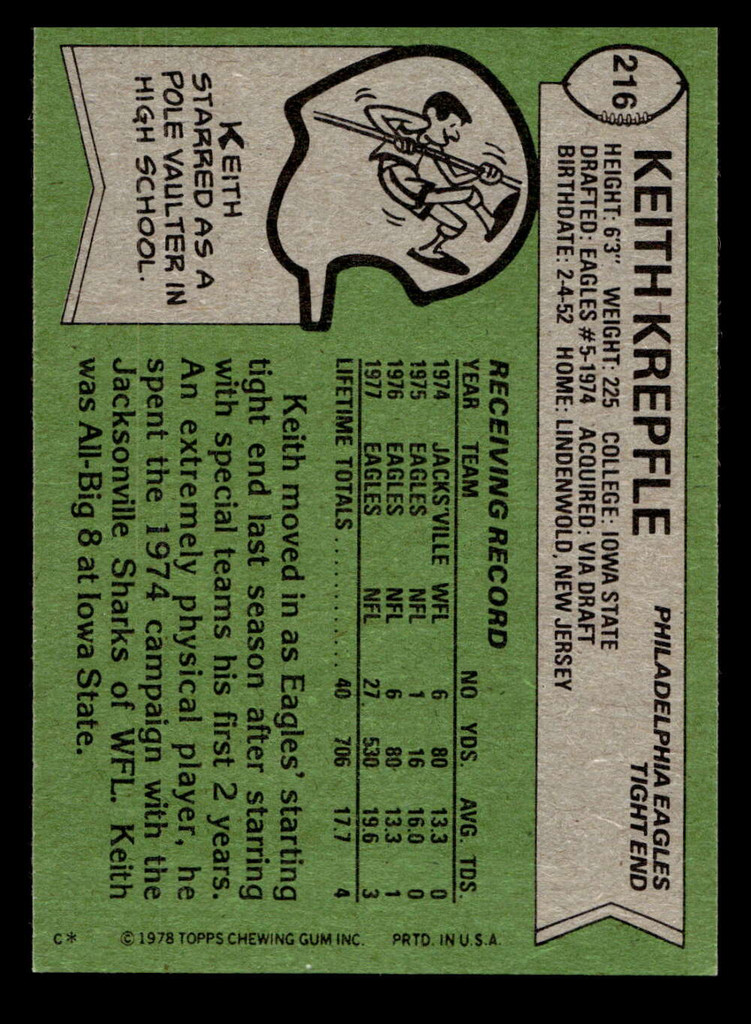 216
KEITH KREPFLE
PHILADELPHIA EAGLES
TIGHT END
HEIGHT: 6'3" WEIGHT: 225 COLLEGE: IOWA STATE
DRAFTED: EAGLES #5-1974 ACQUIRED: VIA DRAFT
BIRTHDATE: 2-4-52 HOME: LINDENWOLD, NEW JERSEY
KEITH
STARRED AS A
POLE VAULTER IN
HIGH SCHOOL.
RECEIVING RECORD
YEAR TEAM NO YDS. AVG. TDS.
1974 JACKS'VILLE WFL 6 80 13.3 0
1975 EAGLES NFL 1 16 16.0 0
1976 EAGLES NFL 6 80 13.3 1
1977 EAGLES NFL 27 530 19.6 3
LIFETIME TOTALS ........... 40 706 17.7 4
Keith moved in as Eagles' starting
tight end last season after starring
with special teams his first 2 years.
An extremely physical player, he
spent the 1974 campaign with the
Jacksonville Sharks of WFL. Keith
was All-Big 8 at Iowa State.
C* © 1978 TOPPS CHEWING GUM INC. PRTD. IN U.S.A.